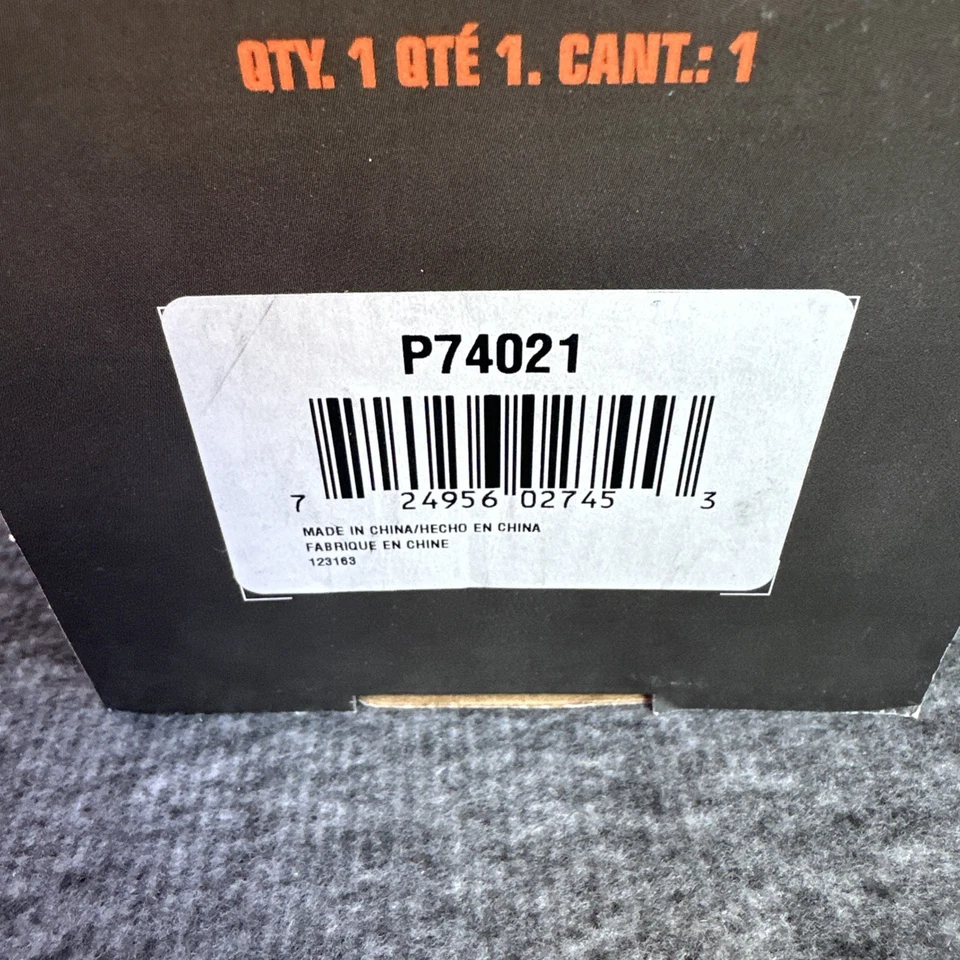 QTY. 1 QTÉ 1. CANT.: 1
P74021
7 24956 02745 3
MADE IN CHINA/HECHO EN CHINA
FABRIQUE EN CHINE
123163